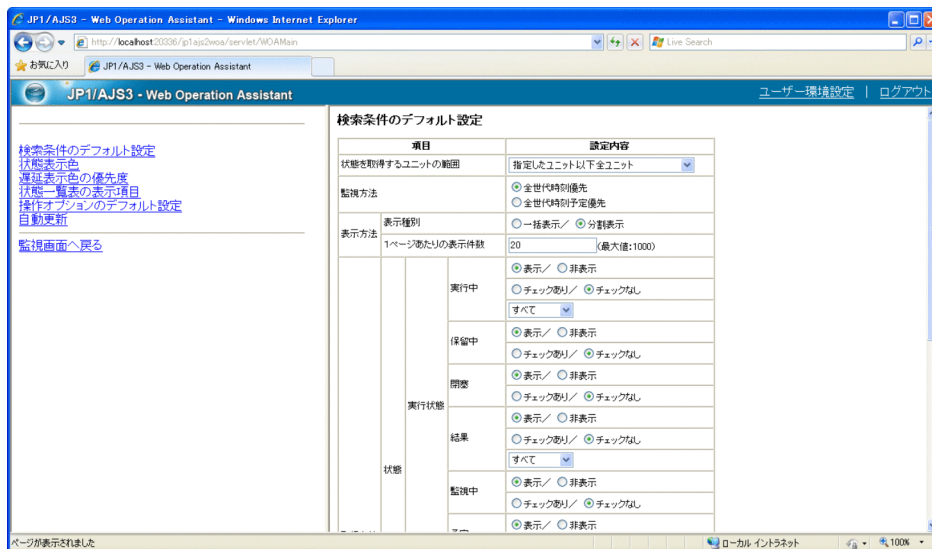 JP1/AJS3 - Web Operation Assistant - Windows Internet Explorer
http://localhost:20336/jp1ajs2woa/servlet/WOAMain
Live Search
お気に入り
JP1/AJS3 - Web Operation Assistant
JP1/AJS3 - Web Operation Assistant
ユーザー環境設定 | ログアウト
検索条件のデフォルト設定
状態表示色
遅延表示色の優先度
状態一覧表の表示項目
操作オプションのデフォルト設定
自動更新
監視画面へ戻る
検索条件のデフォルト設定
項目 設定内容
状態を取得するユニットの範囲 指定したユニット以下全ユニット
監視方法 全世代時刻優先
全世代時刻予定優先
表示方法 表示種別 一括表示／ 分割表示
1ページあたりの表示件数 20 (最大値:1000)
状態 実行状態 実行中 表示／ 非表示
チェックあり／ チェックなし
すべて
保留中 表示／ 非表示
チェックあり／ チェックなし
閉塞 表示／ 非表示
チェックあり／ チェックなし
結果 表示／ 非表示
チェックあり／ チェックなし
すべて
監視中 表示／ 非表示
チェックあり／ チェックなし
表示／ 非表示
ページが表示されました
ローカル イントラネット
100%